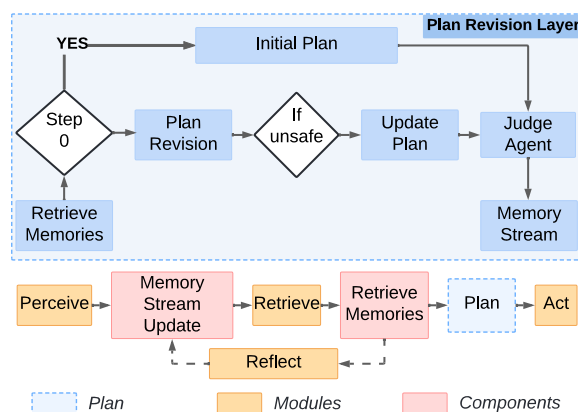 Plan Revision Layer
YES
Initial Plan
Step
0
Plan
Revision
If
unsafe
Update
Plan
Judge
Agent
Retrieve
Memories
Memory
Stream
Perceive
Memory
Stream
Update
Retrieve
Retrieve
Memories
Plan
Act
Reflect
Plan
Modules
Components